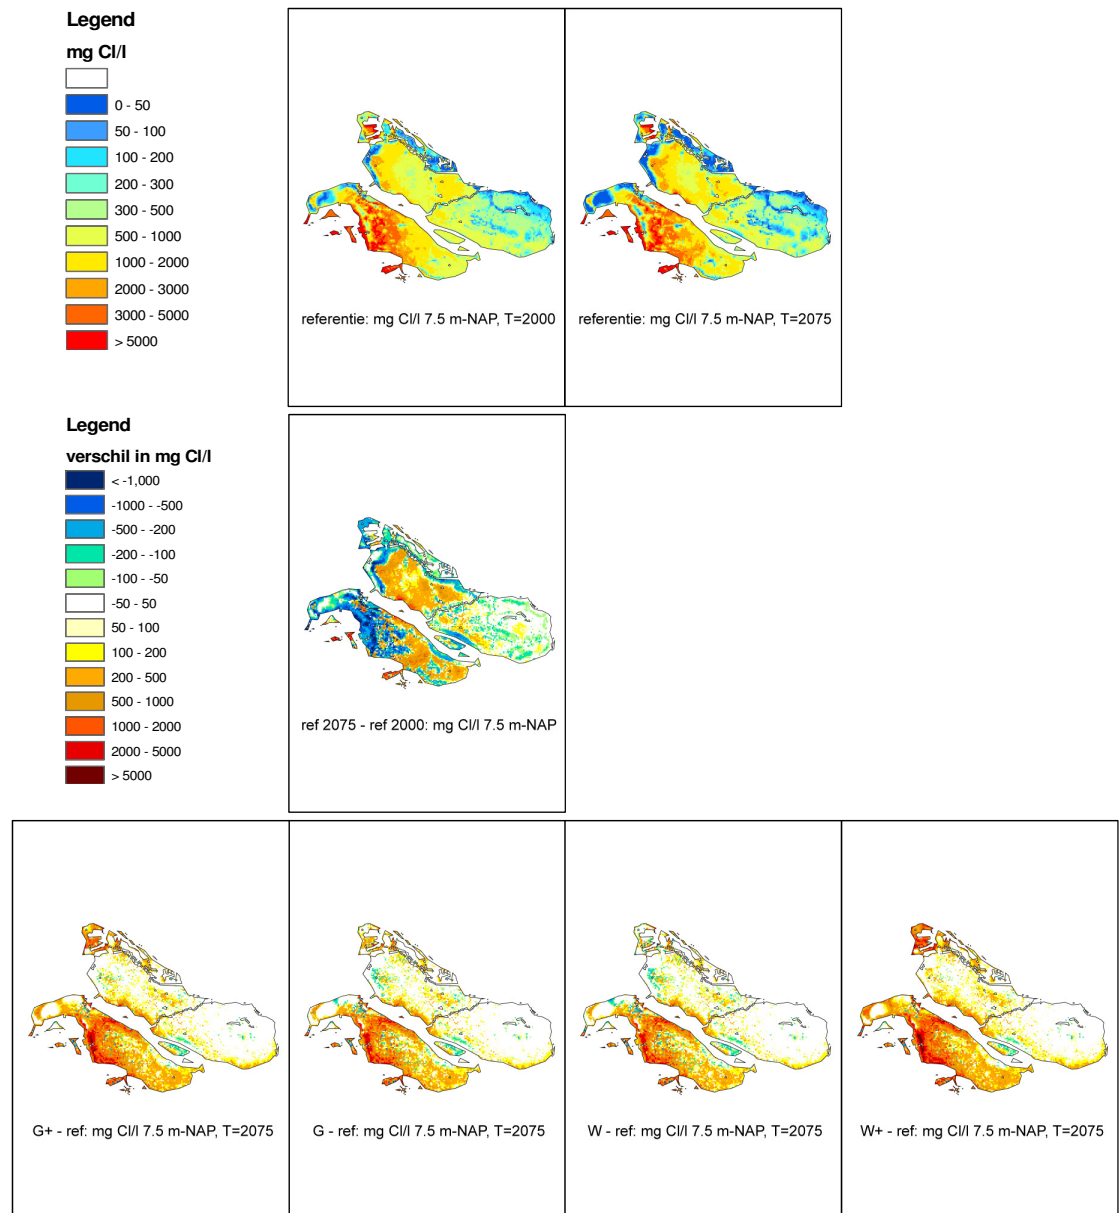 Legend
mg Cl/l
0 - 50
50 - 100
100 - 200
200 - 300
300 - 500
500 - 1000
1000 - 2000
2000 - 3000
3000 - 5000
> 5000
referentie: mg Cl/l 7.5 m-NAP, T=2000
referentie: mg Cl/l 7.5 m-NAP, T=2075
Legend
verschil in mg Cl/l
< -1,000
-1000 - -500
-500 - -200
-200 - -100
-100 - -50
-50 - 50
50 - 100
100 - 200
200 - 500
500 - 1000
1000 - 2000
2000 - 5000
> 5000
ref 2075 - ref 2000: mg Cl/l 7.5 m-NAP
G+ - ref: mg Cl/l 7.5 m-NAP, T=2075
G - ref: mg Cl/l 7.5 m-NAP, T=2075
W - ref: mg Cl/l 7.5 m-NAP, T=2075
W+ - ref: mg Cl/l 7.5 m-NAP, T=2075